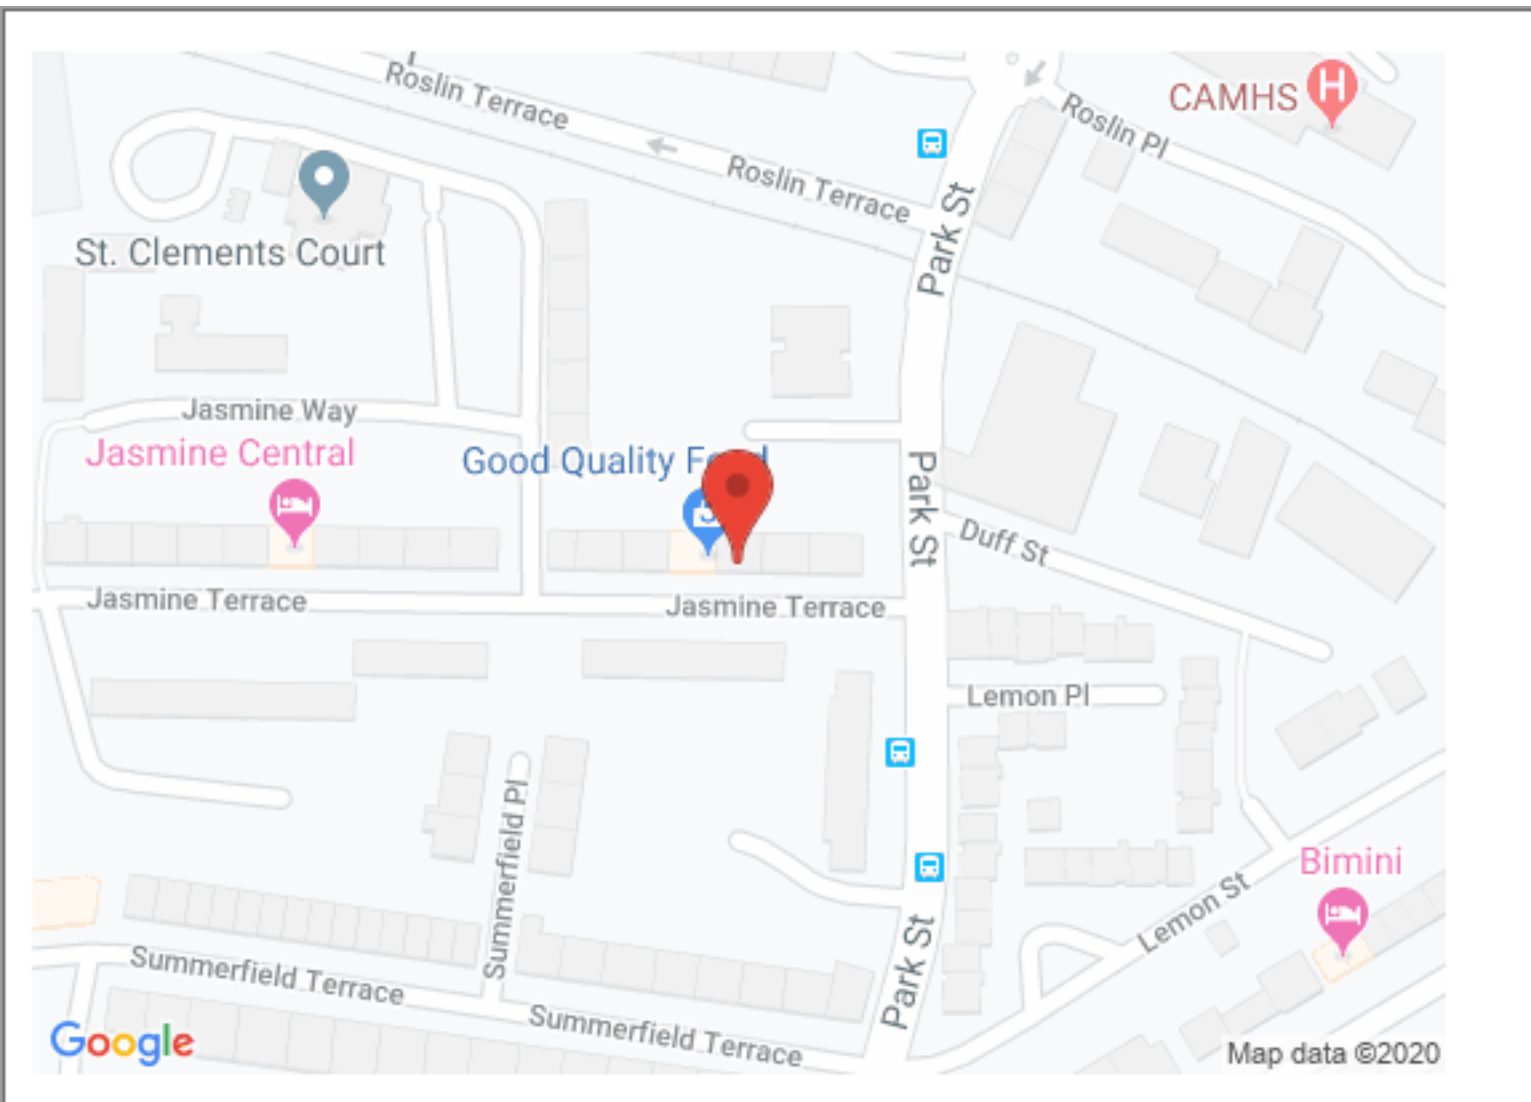 Roslin Terrace
CAMHS
Roslin Pl
Roslin Terrace
Park St
St. Clements Court
Jasmine Way
Jasmine Central
Good Quality Food
Park St
Duff St
Jasmine Terrace
Jasmine Terrace
Lemon Pl
Summerfield Pl
Bimini
Lemon St
Park St
Summerfield Terrace
Summerfield Terrace
Google
Map data ©2020